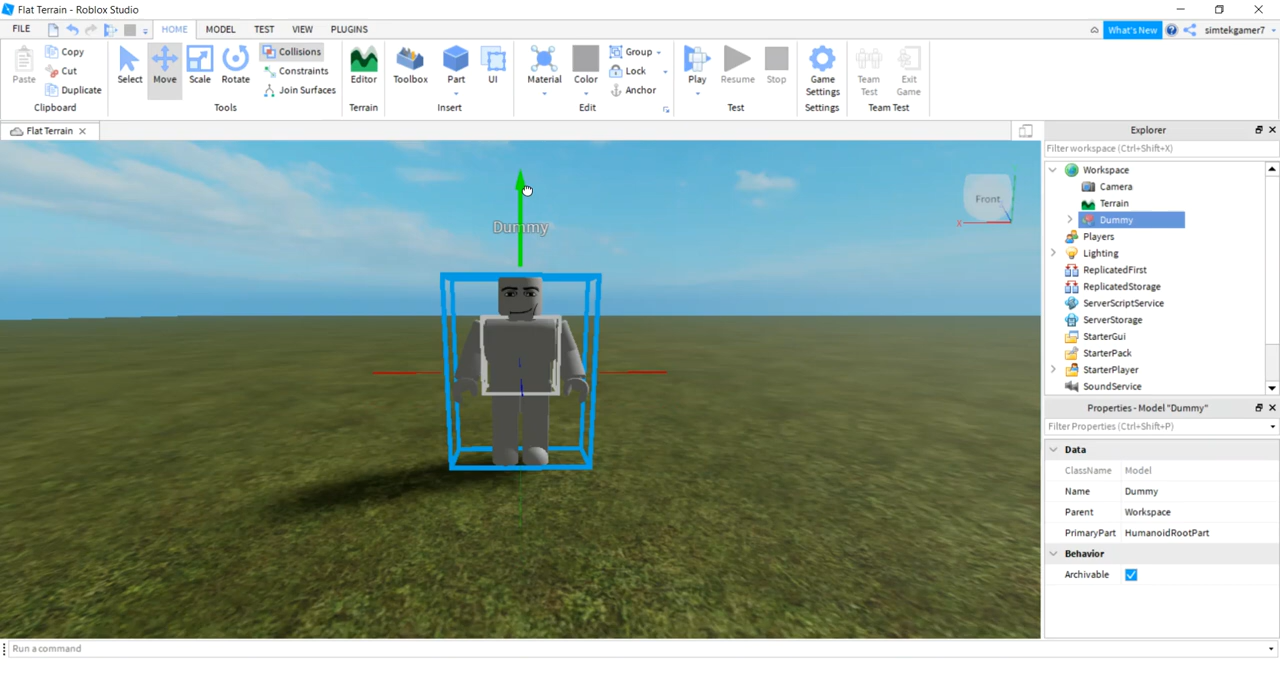 Flat Terrain - Roblox Studio
FILE HOME MODEL TEST VIEW PLUGINS What's New simtekgamer7
Paste Copy Cut Duplicate Clipboard
Select Move Scale Rotate Collisions Constraints Join Surfaces Tools
Editor Terrain
Toolbox Part UI Insert
Material Color Group Lock Anchor Edit
Play Resume Stop Test
Game Settings Settings
Team Test Exit Game Team Test
Flat Terrain
Dummy
Front
X
Explorer
Filter workspace (Ctrl+Shift+X)
Workspace
Camera
Terrain
Dummy
Players
Lighting
ReplicatedFirst
ReplicatedStorage
ServerScriptService
ServerStorage
StarterGui
StarterPack
StarterPlayer
SoundService
Properties - Model "Dummy"
Filter Properties (Ctrl+Shift+P)
Data
ClassName Model
Name Dummy
Parent Workspace
PrimaryPart HumanoidRootPart
Behavior
Archivable
Run a command